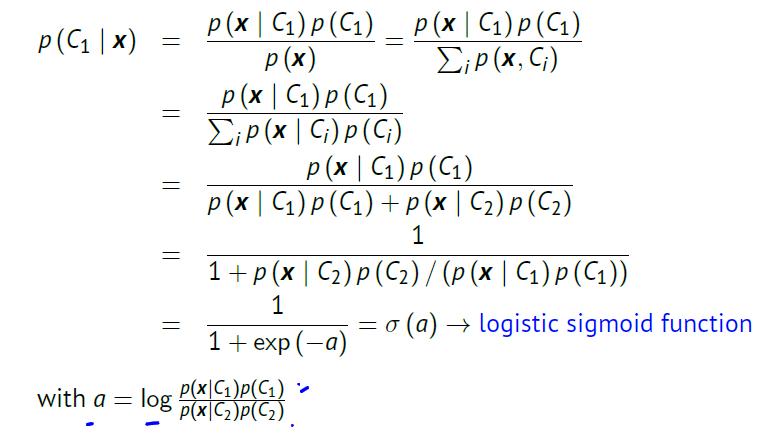 p(C₁ | x) = p(x | C₁) p(C₁) / p(x) = p(x | C₁) p(C₁) / ∑ᵢ p(x, Cᵢ)
= p(x | C₁) p(C₁) / ∑ᵢ p(x | Cᵢ) p(Cᵢ)
= p(x | C₁) p(C₁) / p(x | C₁) p(C₁) + p(x | C₂) p(C₂)
= 1 / 1 + p(x | C₂) p(C₂) / (p(x | C₁) p(C₁))
= 1 / 1 + exp(−a) = σ(a) → logistic sigmoid function
with a = log p(x|C₁)p(C₁) / p(x|C₂)p(C₂)